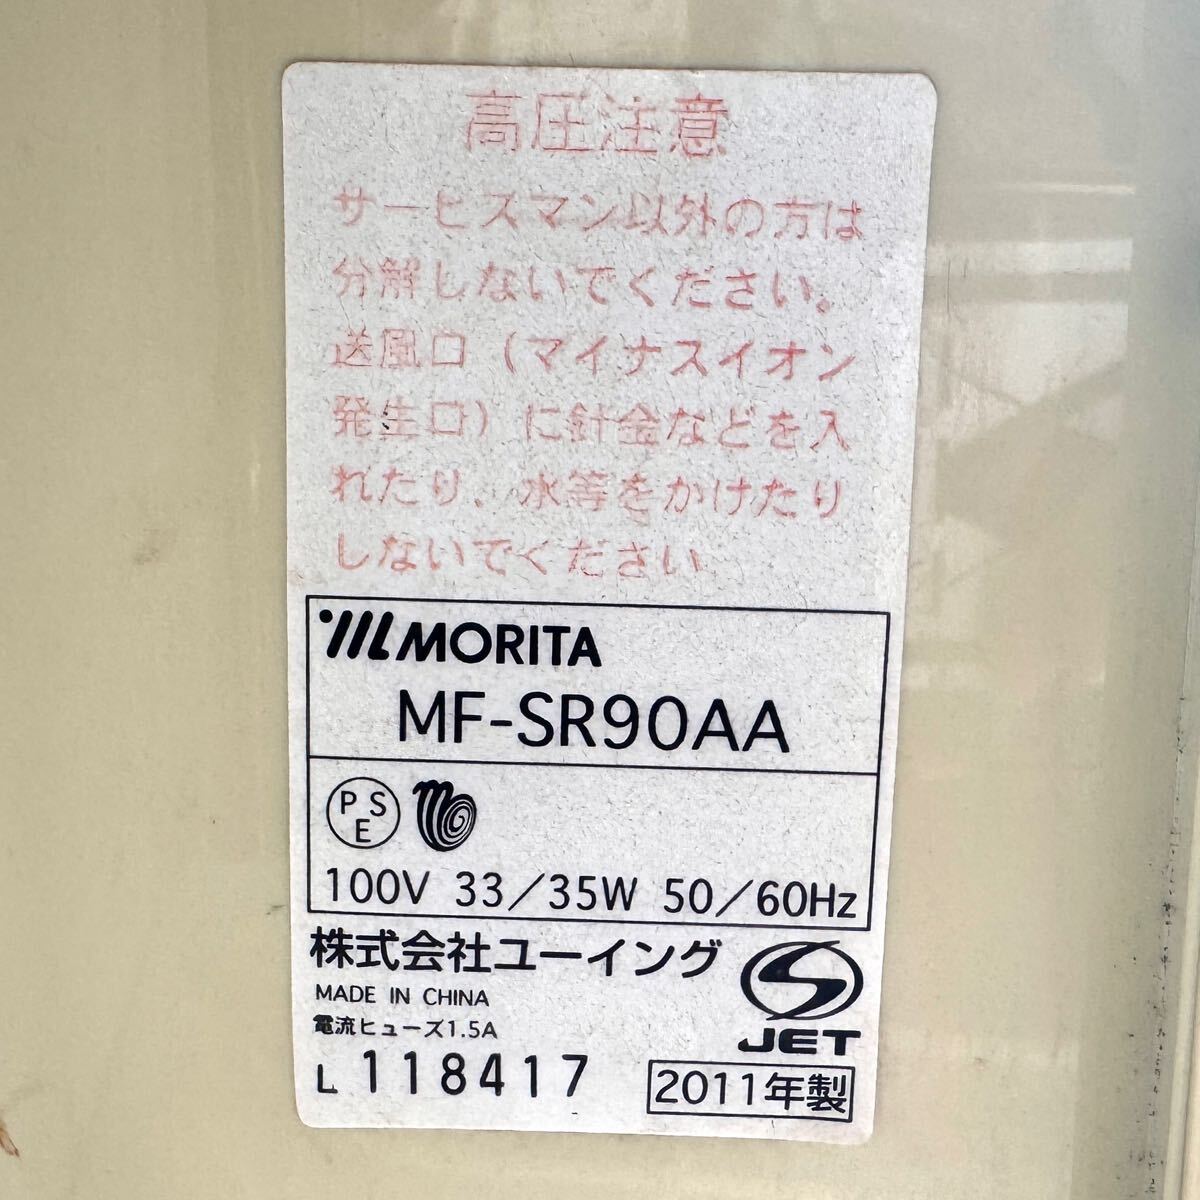 高圧注意
サービスマン以外の方は
分解しないでください。
送風口（マイナスイオン
発生口）に針金などを入
れたり、水等をかけたり
しないでください
MORITA
MF-SR90AA
PSE
100V 33/35W 50/60Hz
株式会社ユーイング
MADE IN CHINA
電流ヒューズ1.5A
JET
L 118417
2011年製